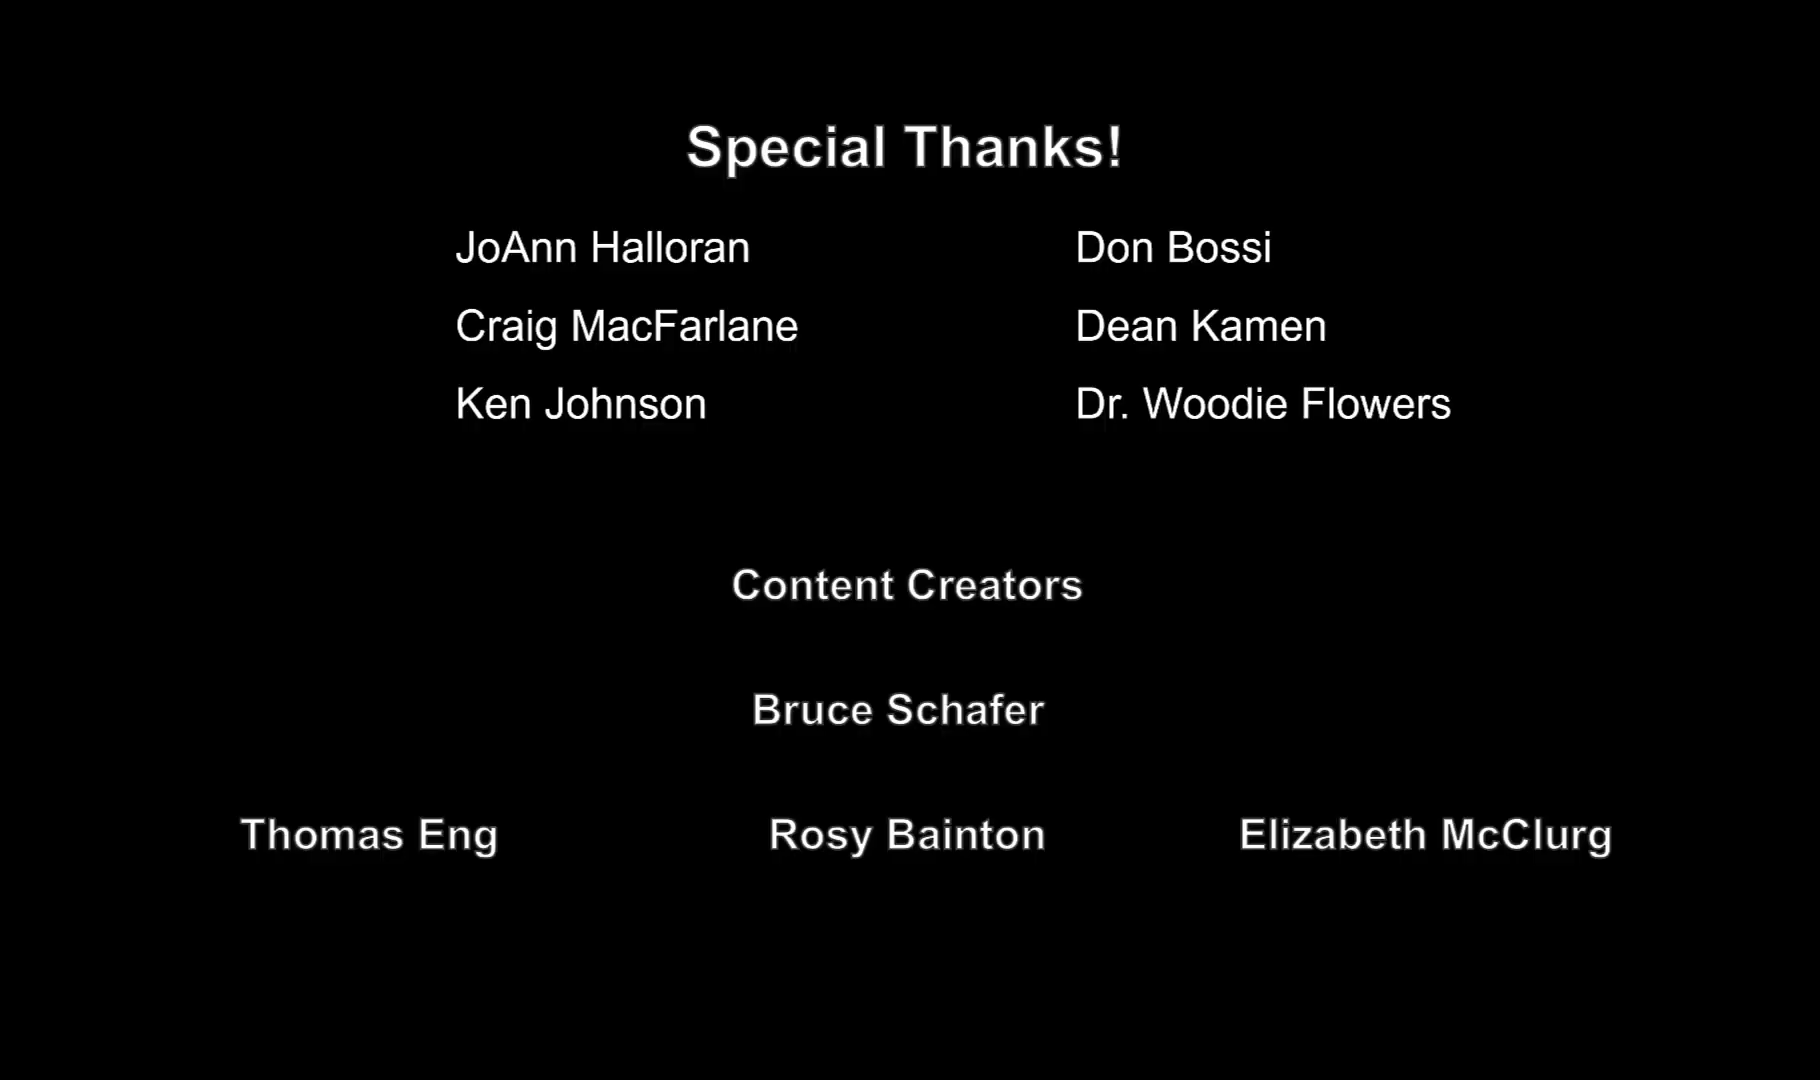 Special Thanks!
JoAnn Halloran Don Bossi
Craig MacFarlane Dean Kamen
Ken Johnson Dr. Woodie Flowers
Content Creators
Bruce Schafer
Thomas Eng Rosy Bainton Elizabeth McClurg